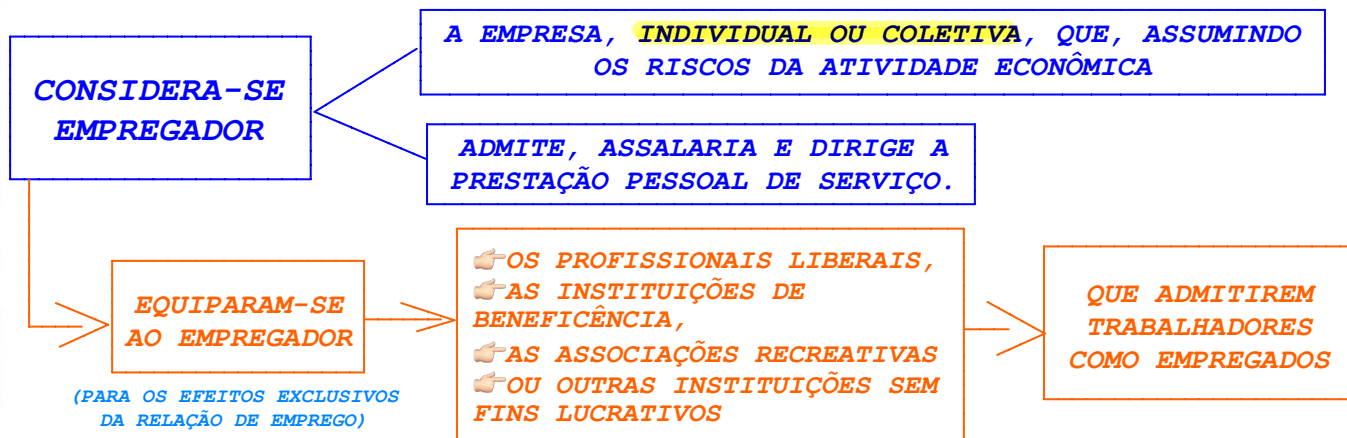 CONSIDERA-SE
EMPREGADOR
A EMPRESA, INDIVIDUAL OU COLETIVA, QUE, ASSUMINDO
OS RISCOS DA ATIVIDADE ECONÔMICA
ADMITE, ASSALARIA E DIRIGE A
PRESTAÇÃO PESSOAL DE SERVIÇO.
EQUIPARAM-SE
AO EMPREGADOR
(PARA OS EFEITOS EXCLUSIVOS
DA RELAÇÃO DE EMPREGO)
👉OS PROFISSIONAIS LIBERAIS,
👉AS INSTITUIÇÕES DE
BENEFICÊNCIA,
👉AS ASSOCIAÇÕES RECREATIVAS
👉OU OUTRAS INSTITUIÇÕES SEM
FINS LUCRATIVOS
QUE ADMITIREM
TRABALHADORES
COMO EMPREGADOS